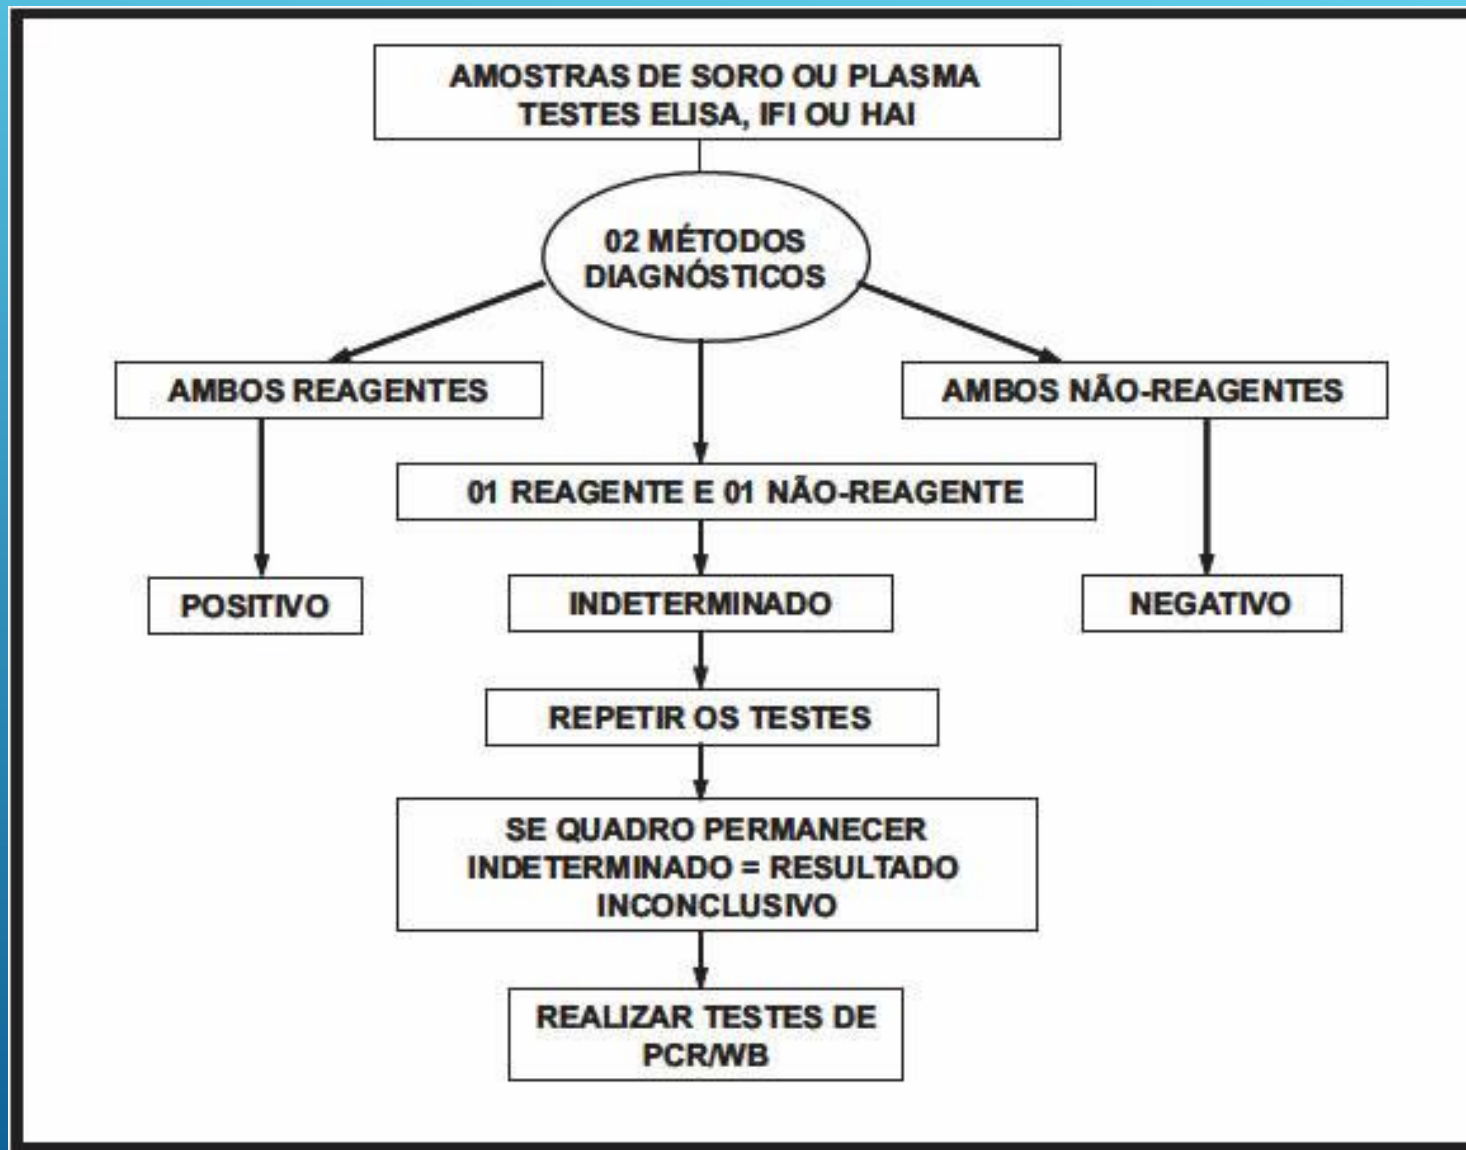 AMOSTRAS DE SORO OU PLASMA
TESTES ELISA, IFI OU HAI
02 MÉTODOS
DIAGNÓSTICOS
AMBOS REAGENTES
AMBOS NÃO-REAGENTES
01 REAGENTE E 01 NÃO-REAGENTE
POSITIVO
INDETERMINADO
NEGATIVO
REPETIR OS TESTES
SE QUADRO PERMANECER
INDETERMINADO = RESULTADO
INCONCLUSIVO
REALIZAR TESTES DE
PCR/WB